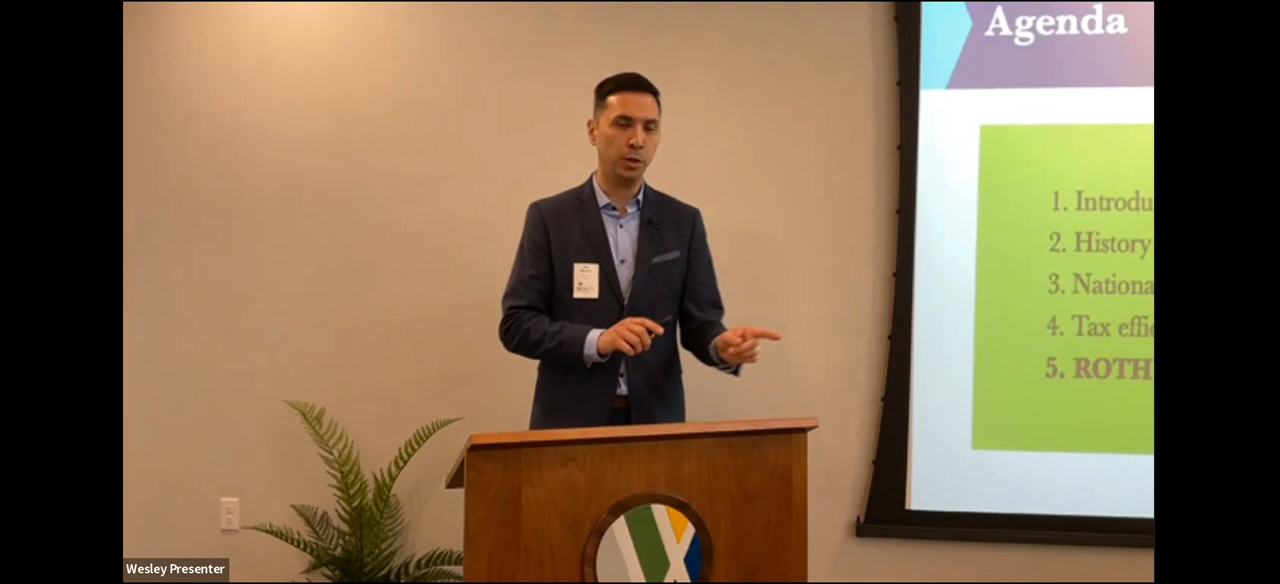 Agenda
1. Introdu
2. History
3. Nationa
4. Tax effic
5. ROTH
Wesley Presenter